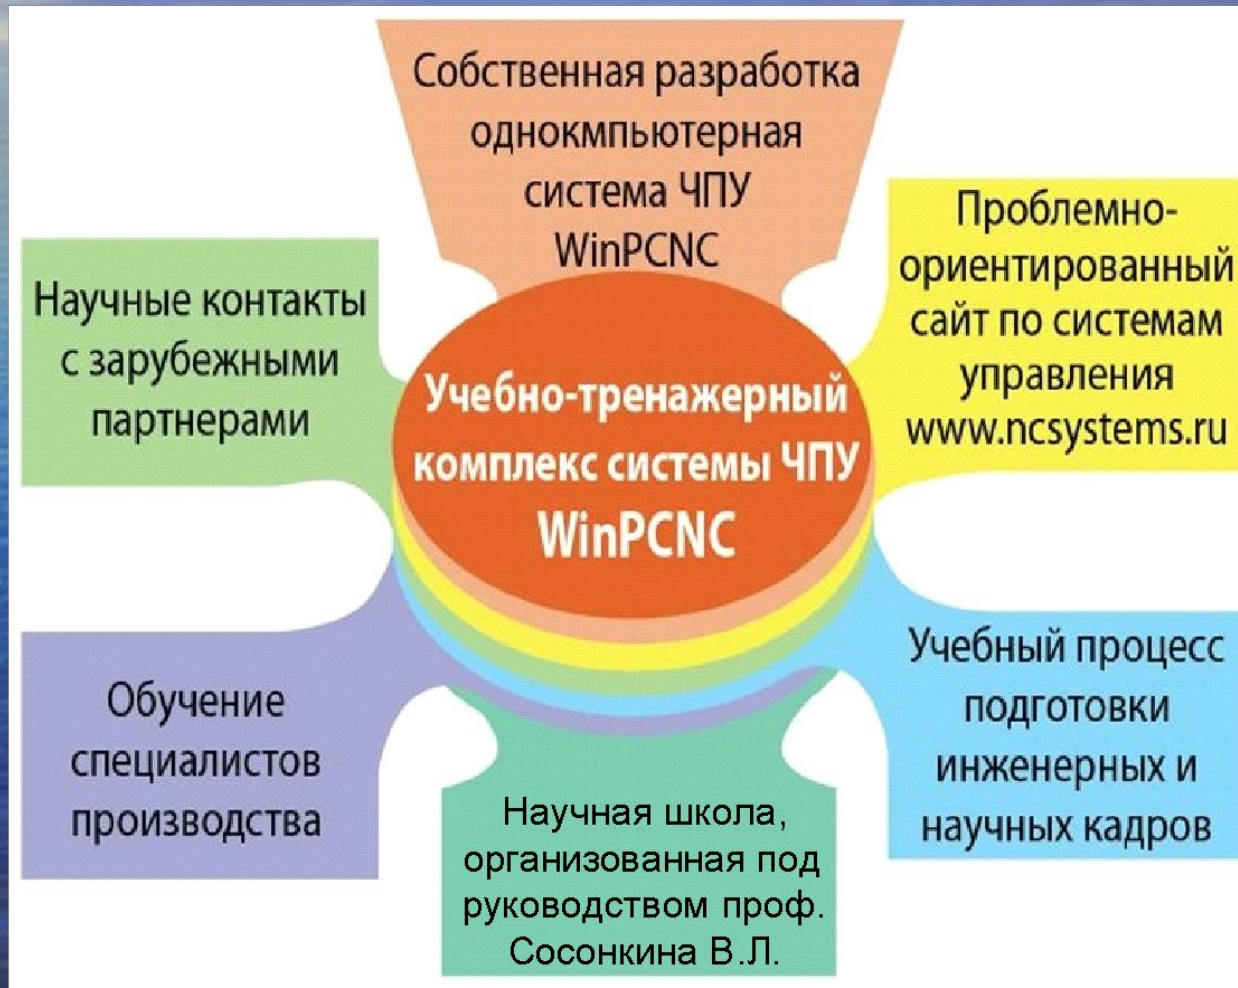 Собственная разработка
однокмпьютерная
система ЧПУ
WinPCNC
Проблемно-
ориентированный
сайт по системам
управления
www.ncsystems.ru
Научные контакты
с зарубежными
партнерами
Учебно-тренажерный
комплекс системы ЧПУ
WinPCNC
Обучение
специалистов
производства
Научная школа,
организованная под
руководством проф.
Сосонкина В.Л.
Учебный процесс
подготовки
инженерных и
научных кадров